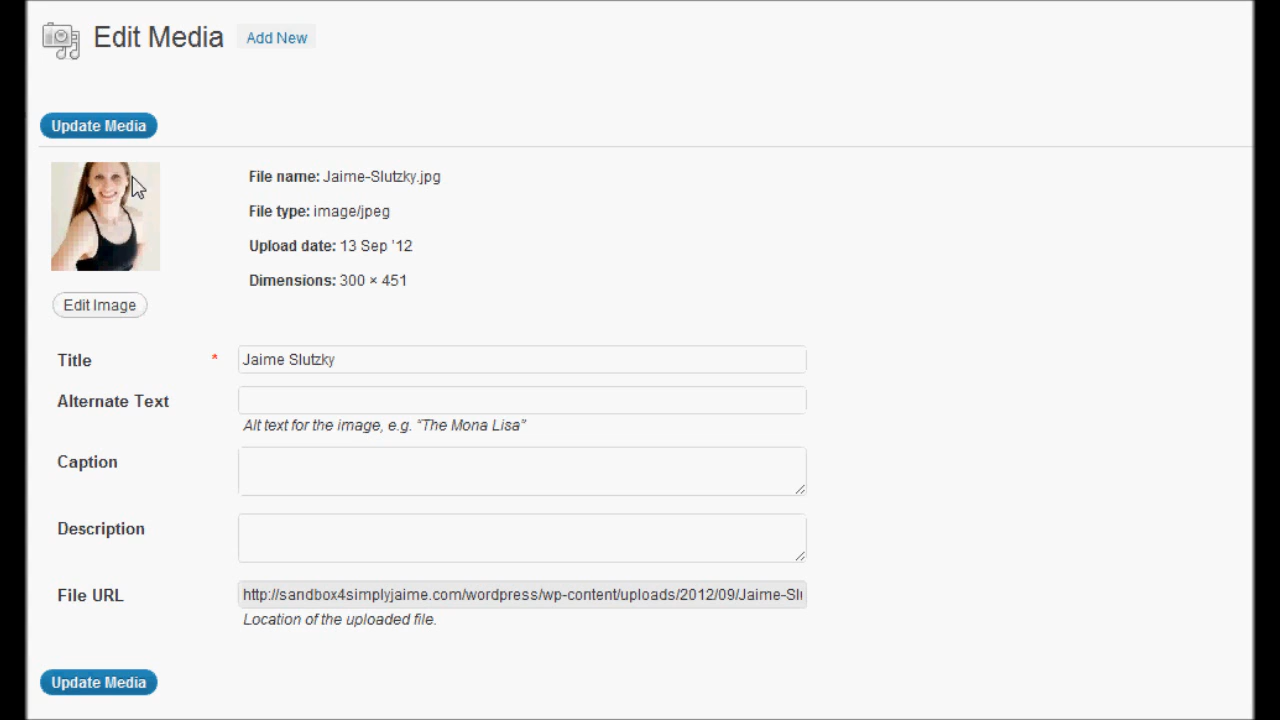 Edit Media Add New
Update Media
File name: Jaime-Slutzky.jpg
File type: image/jpeg
Upload date: 13 Sep '12
Dimensions: 300 × 451
Edit Image
Title * Jaime Slutzky
Alternate Text
Alt text for the image, e.g. “The Mona Lisa”
Caption
Description
File URL http://sandbox4simplyjaime.com/wordpress/wp-content/uploads/2012/09/Jaime-Slu
Location of the uploaded file.
Update Media